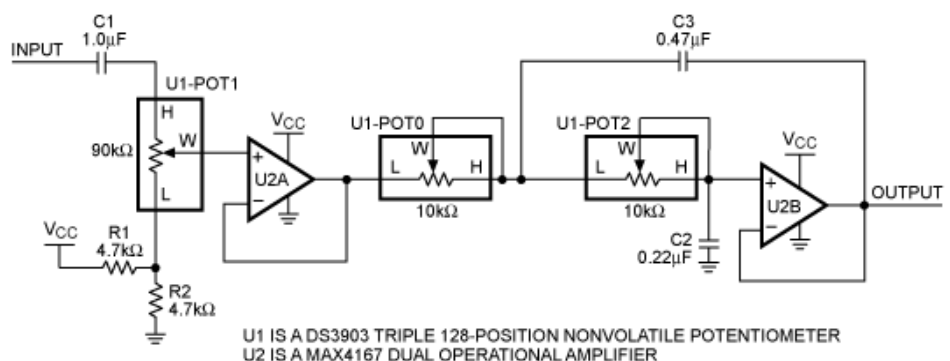 C1
1.0µF
INPUT
U1-POT1
H
W
90kΩ
L
VCC
R1
4.7kΩ
R2
4.7kΩ
VCC
+
U2A
−
U1-POT0
W
L
H
10kΩ
C3
0.47µF
U1-POT2
W
L
H
10kΩ
C2
0.22µF
VCC
+
U2B
−
OUTPUT
U1 IS A DS3903 TRIPLE 128-POSITION NONVOLATILE POTENTIOMETER
U2 IS A MAX4167 DUAL OPERATIONAL AMPLIFIER